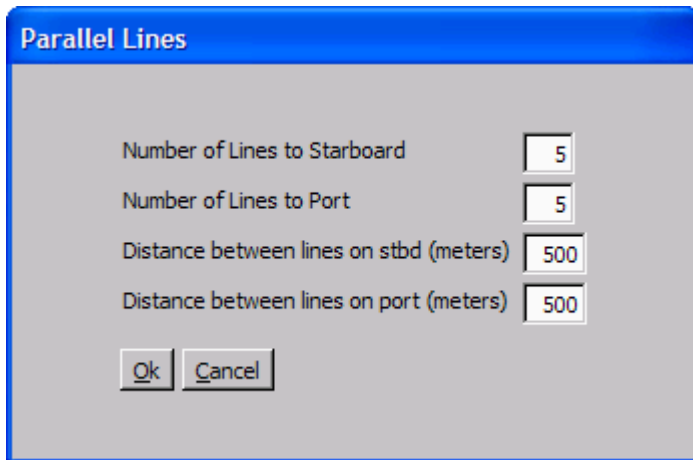 Parallel Lines
Number of Lines to Starboard 5
Number of Lines to Port 5
Distance between lines on stbd (meters) 500
Distance between lines on port (meters) 500
Ok Cancel